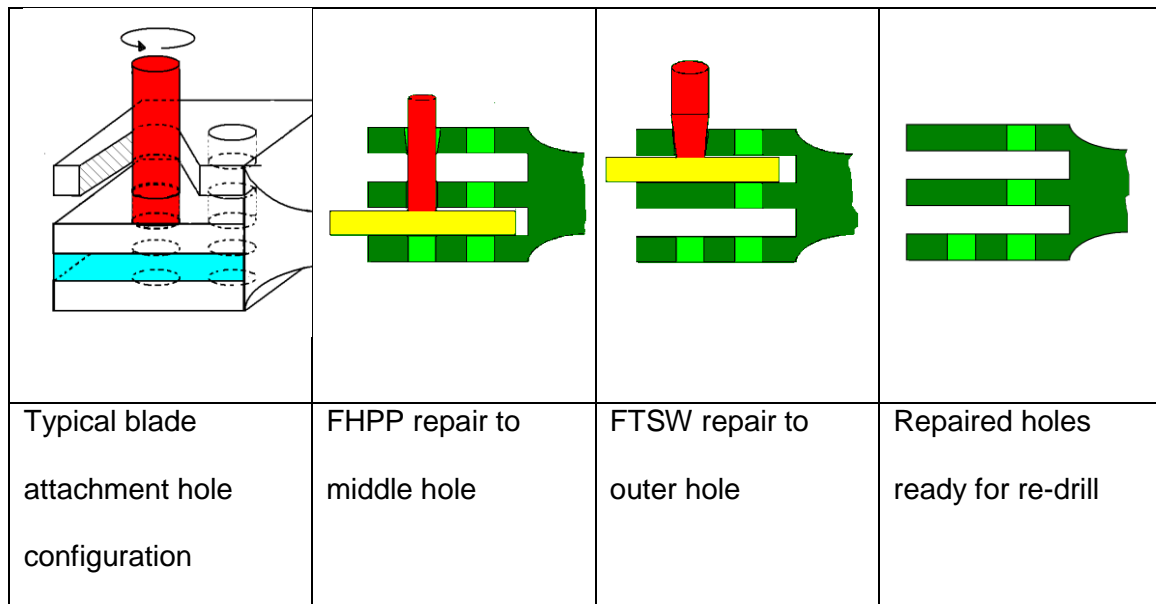 Typical blade
attachment hole
configuration
FHPP repair to
middle hole
FTSW repair to
outer hole
Repaired holes
ready for re-drill